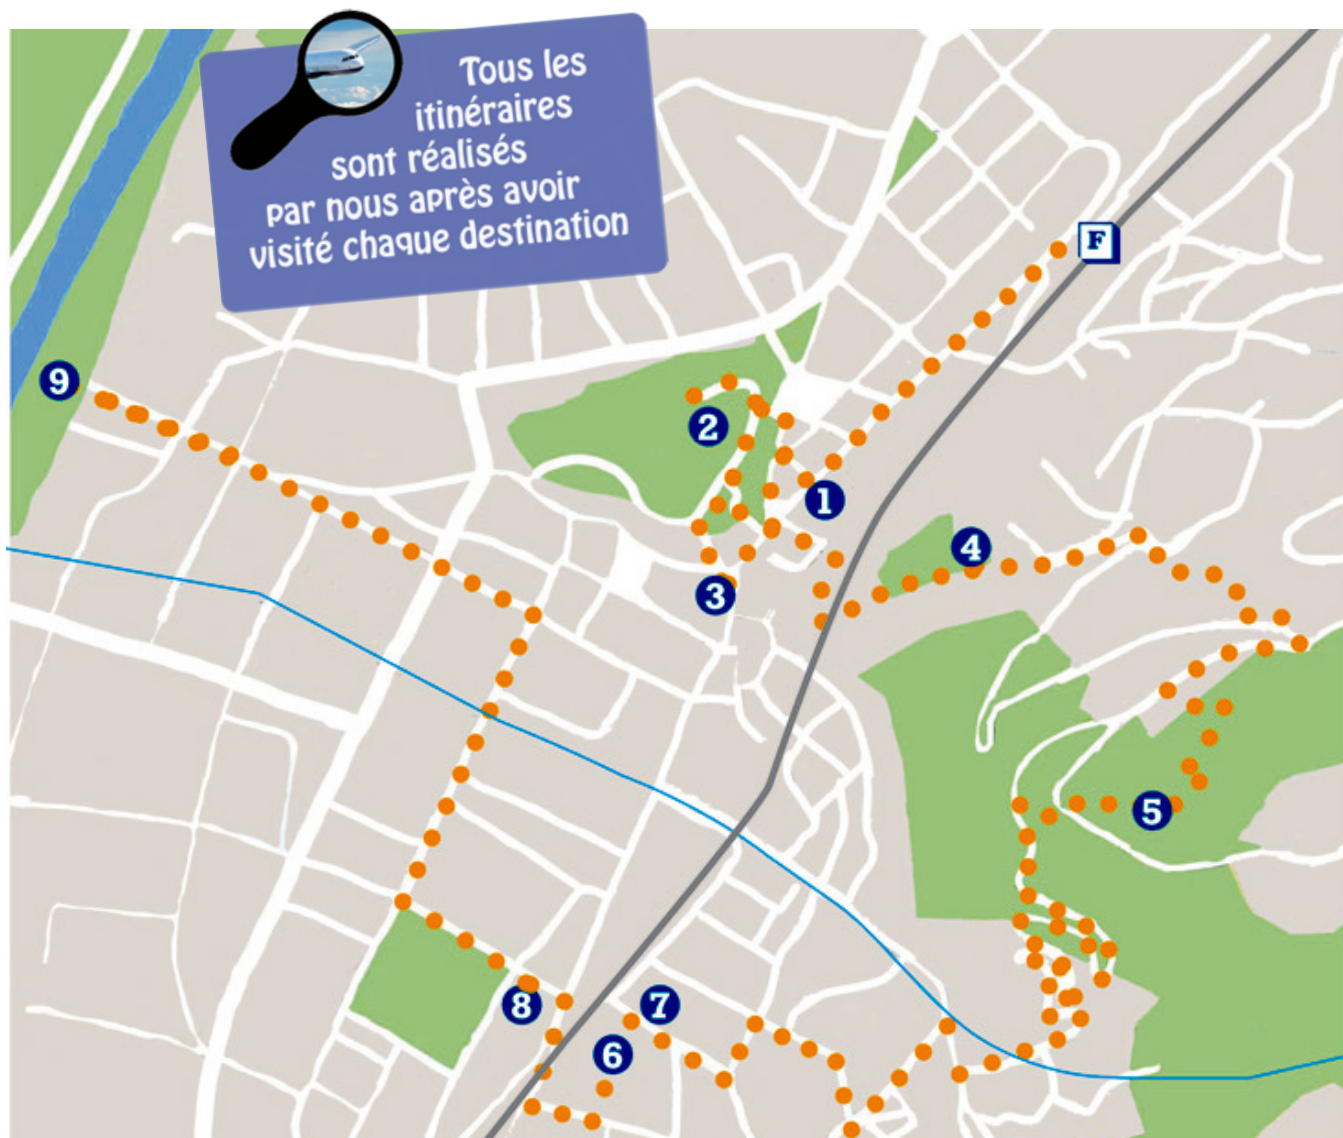 Tous les
itinéraires
sont réalisés
par nous après avoir
visité chaque destination
F
9
2
1
4
3
5
7
8
6